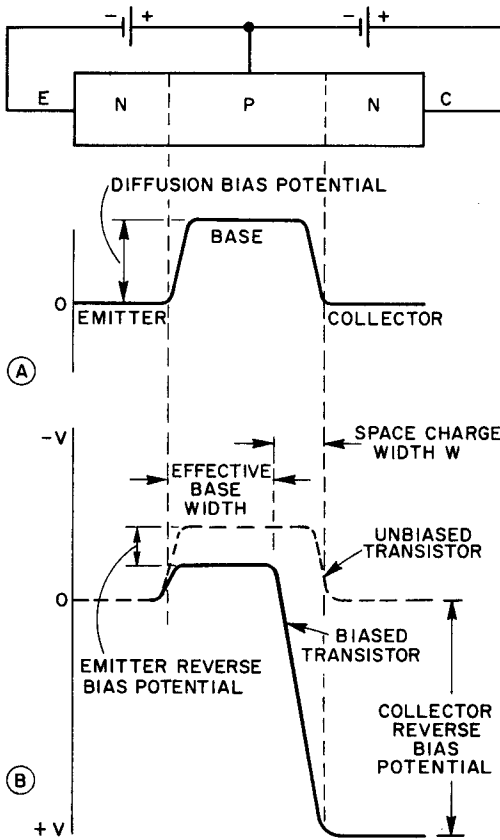 - + - +
E N P N C
DIFFUSION BIAS POTENTIAL
BASE
0
EMITTER
COLLECTOR
A
-V
SPACE CHARGE
WIDTH W
EFFECTIVE
BASE
WIDTH
UNBIASED
TRANSISTOR
0
BIASED
TRANSISTOR
EMITTER REVERSE
BIAS POTENTIAL
COLLECTOR
REVERSE
BIAS
POTENTIAL
B
+V